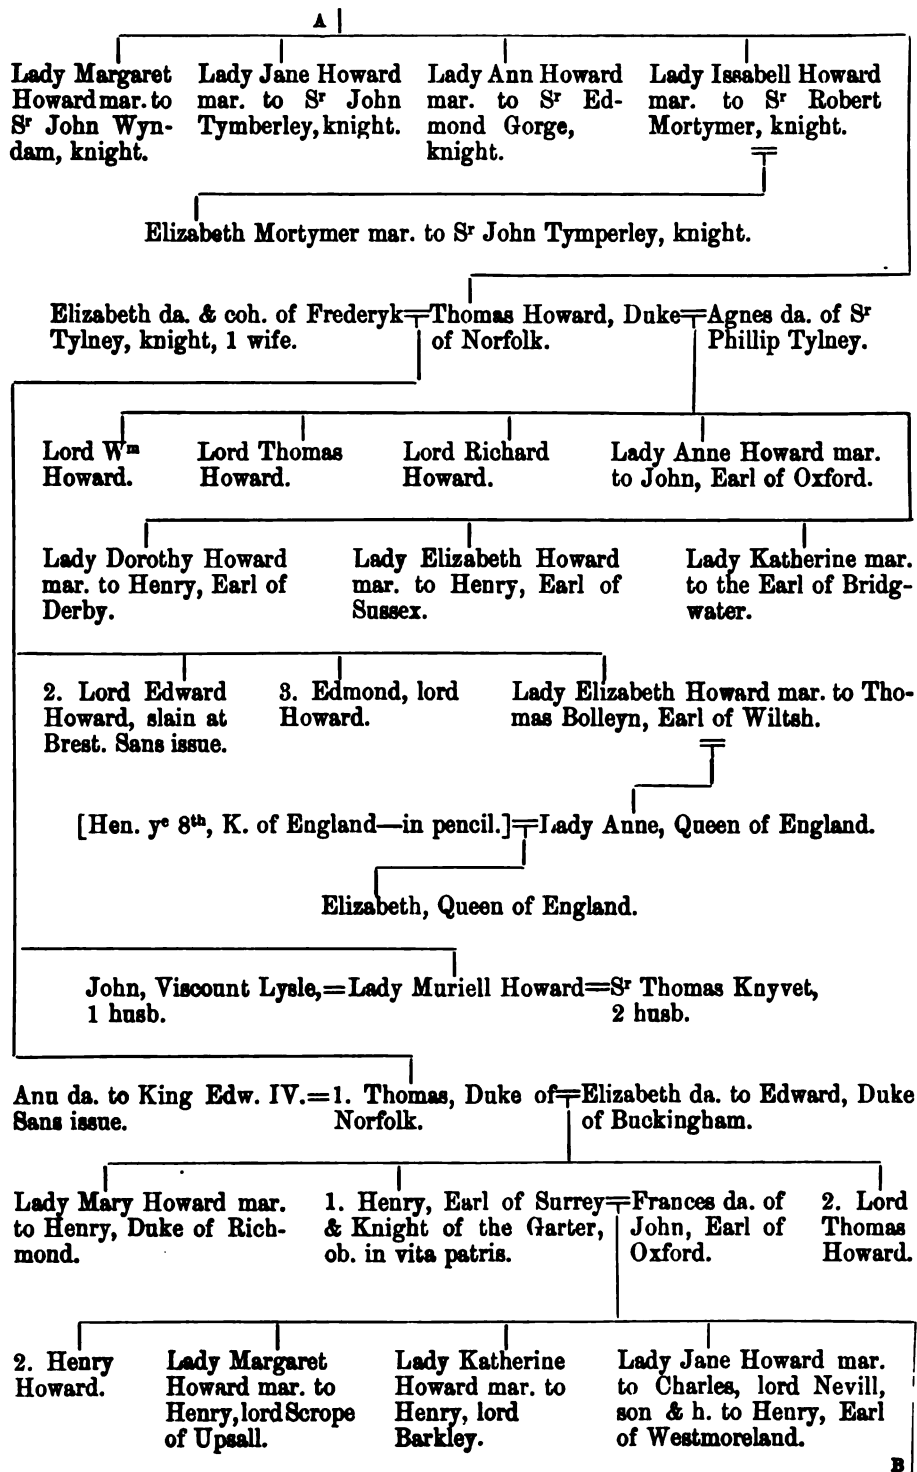 A
Lady Margaret
Howard mar. to
Sʳ John Wyn-
dam, knight.
Lady Jane Howard
mar. to Sʳ John
Tymberley, knight.
Lady Ann Howard
mar. to Sʳ Ed-
mond Gorge,
knight.
Lady Issabell Howard
mar. to Sʳ Robert
Mortymer, knight.
Elizabeth Mortymer mar. to Sʳ John Tymperley, knight.
Elizabeth da. & coh. of Frederyk
Tylney, knight, 1 wife.
Thomas Howard, Duke
of Norfolk.
Agnes da. of Sʳ
Phillip Tylney.
Lord Wᵐ
Howard.
Lord Thomas
Howard.
Lord Richard
Howard.
Lady Anne Howard mar.
to John, Earl of Oxford.
Lady Dorothy Howard
mar. to Henry, Earl of
Derby.
Lady Elizabeth Howard
mar. to Henry, Earl of
Sussex.
Lady Katherine mar.
to the Earl of Bridg-
water.
2. Lord Edward
Howard, slain at
Brest. Sans issue.
3. Edmond, lord
Howard.
Lady Elizabeth Howard mar. to Tho-
mas Bolleyn, Earl of Wiltsh.
[Hen. yᵉ 8ᵗʰ, K. of England—in pencil.]=Lady Anne, Queen of England.
Elizabeth, Queen of England.
John, Viscount Lysle,=Lady Muriell Howard=Sʳ Thomas Knyvet,
1 husb.
2 husb.
Ann da. to King Edw. IV.=1. Thomas, Duke of=Elizabeth da. to Edward, Duke
Sans issue.
Norfolk.
of Buckingham.
Lady Mary Howard mar.
to Henry, Duke of Rich-
mond.
1. Henry, Earl of Surrey
& Knight of the Garter,
ob. in vita patris.
Frances da. of
John, Earl of
Oxford.
2. Lord
Thomas
Howard.
2. Henry
Howard.
Lady Margaret
Howard mar. to
Henry, lord Scrope
of Upsall.
Lady Katherine
Howard mar. to
Henry, lord
Barkley.
Lady Jane Howard mar.
to Charles, lord Nevill,
son & h. to Henry, Earl
of Westmoreland.
B